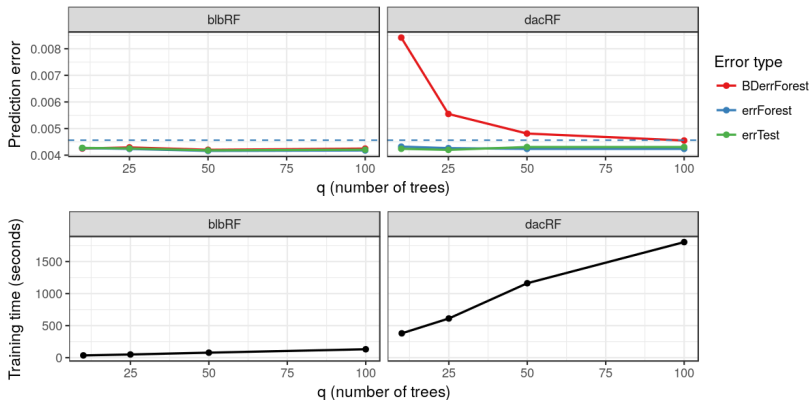 blbRF dacRF
0.008
0.007
0.006
0.005
0.004
Prediction error
25 50 75 100 25 50 75 100
q (number of trees)
Error type
BDerrForest
errForest
errTest
blbRF dacRF
1500
1000
500
0
Training time (seconds)
25 50 75 100 25 50 75 100
q (number of trees)